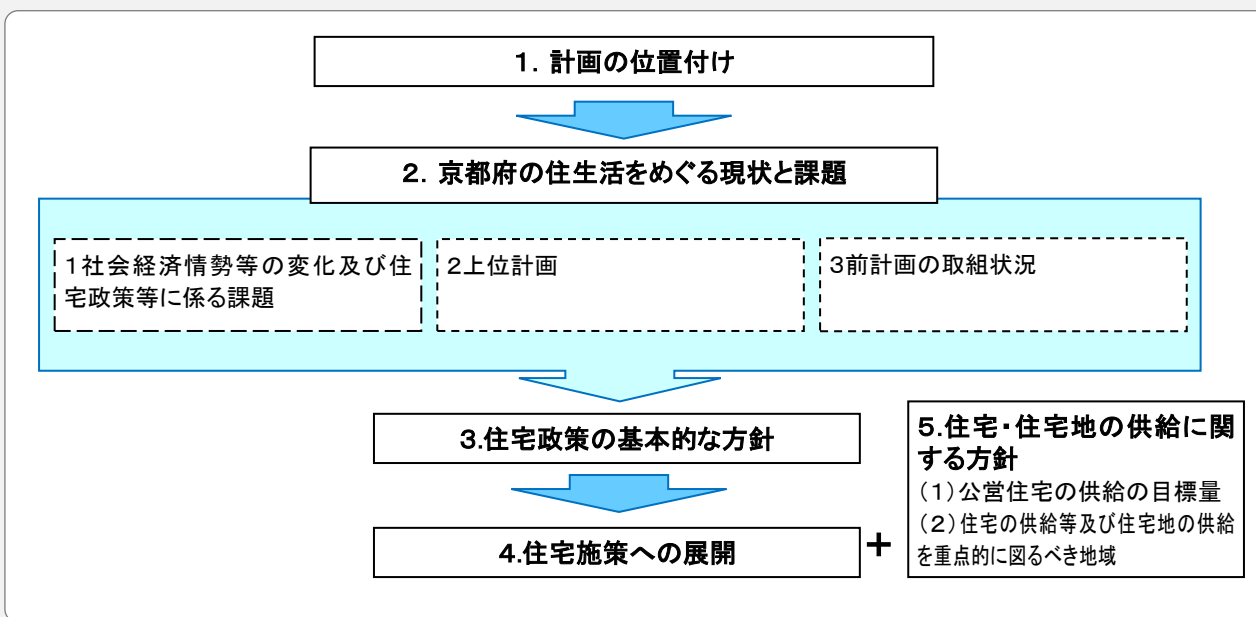 1. 計画の位置付け
2. 京都府の住生活をめぐる現状と課題
1社会経済情勢等の変化及び住
宅政策等に係る課題
2上位計画
3前計画の取組状況
3.住宅政策の基本的な方針
4.住宅施策への展開
+
5.住宅・住宅地の供給に関
する方針
(1)公営住宅の供給の目標量
(2)住宅の供給等及び住宅地の供給
を重点的に図るべき地域